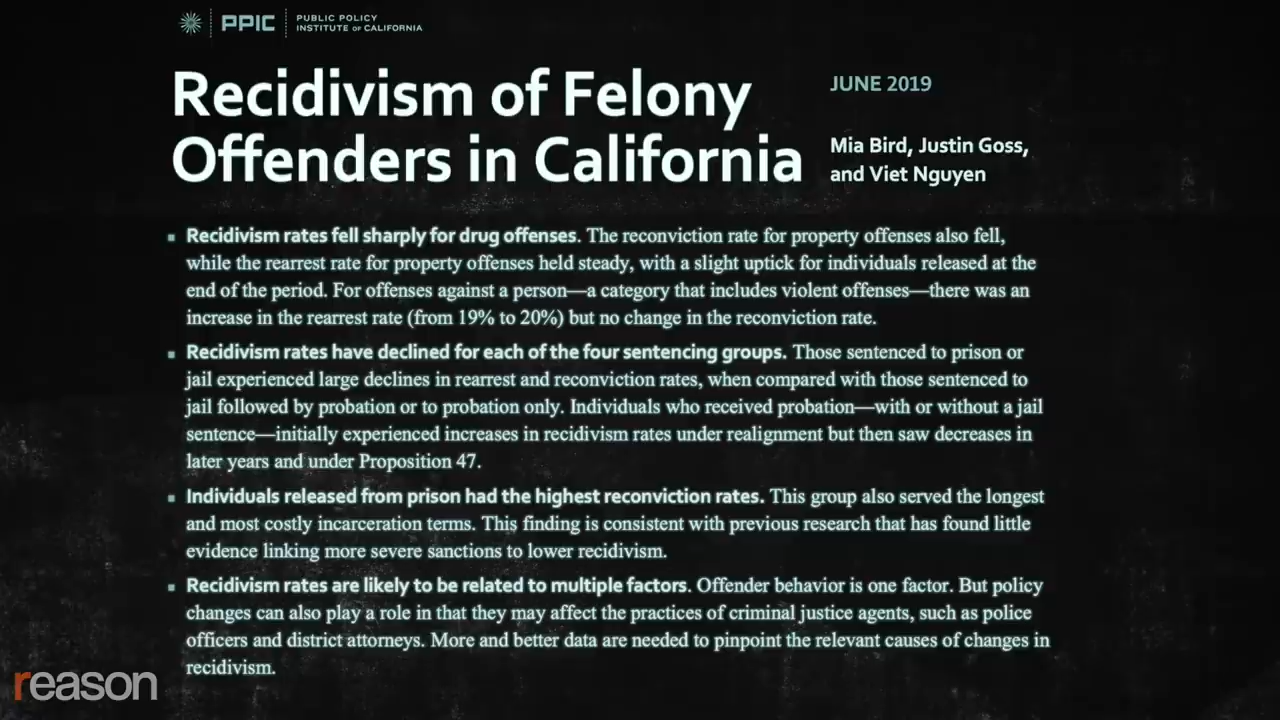 PPIC
PUBLIC POLICY
INSTITUTE OF CALIFORNIA
Recidivism of Felony
Offenders in California
JUNE 2019
Mia Bird, Justin Goss,
and Viet Nguyen
▪ Recidivism rates fell sharply for drug offenses. The reconviction rate for property offenses also fell,
while the rearrest rate for property offenses held steady, with a slight uptick for individuals released at the
end of the period. For offenses against a person—a category that includes violent offenses—there was an
increase in the rearrest rate (from 19% to 20%) but no change in the reconviction rate.
▪ Recidivism rates have declined for each of the four sentencing groups. Those sentenced to prison or
jail experienced large declines in rearrest and reconviction rates, when compared with those sentenced to
jail followed by probation or to probation only. Individuals who received probation—with or without a jail
sentence—initially experienced increases in recidivism rates under realignment but then saw decreases in
later years and under Proposition 47.
▪ Individuals released from prison had the highest reconviction rates. This group also served the longest
and most costly incarceration terms. This finding is consistent with previous research that has found little
evidence linking more severe sanctions to lower recidivism.
▪ Recidivism rates are likely to be related to multiple factors. Offender behavior is one factor. But policy
changes can also play a role in that they may affect the practices of criminal justice agents, such as police
officers and district attorneys. More and better data are needed to pinpoint the relevant causes of changes in
recidivism.
reason